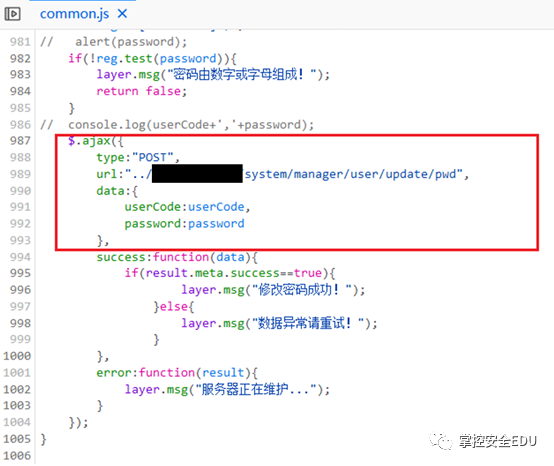 common.js
981 // alert(password);
982 if(!reg.test(password)){
983 layer.msg("密码由数字或字母组成！");
984 return false;
985 }
986 // console.log(userCode+','+password);
987 $.ajax({
988 type:"POST",
989 url:"../ system/manager/user/update/pwd",
990 data:{
991 userCode:userCode,
992 password:password
993 },
994 success:function(data){
995 if(result.meta.success==true){
996 layer.msg("修改密码成功！");
997 }else{
998 layer.msg("数据异常请重试！");
999 }
1000 },
1001 error:function(result){
1002 layer.msg("服务器正在维护...");
1003 }
1004 });
1005 }
掌控安全EDU